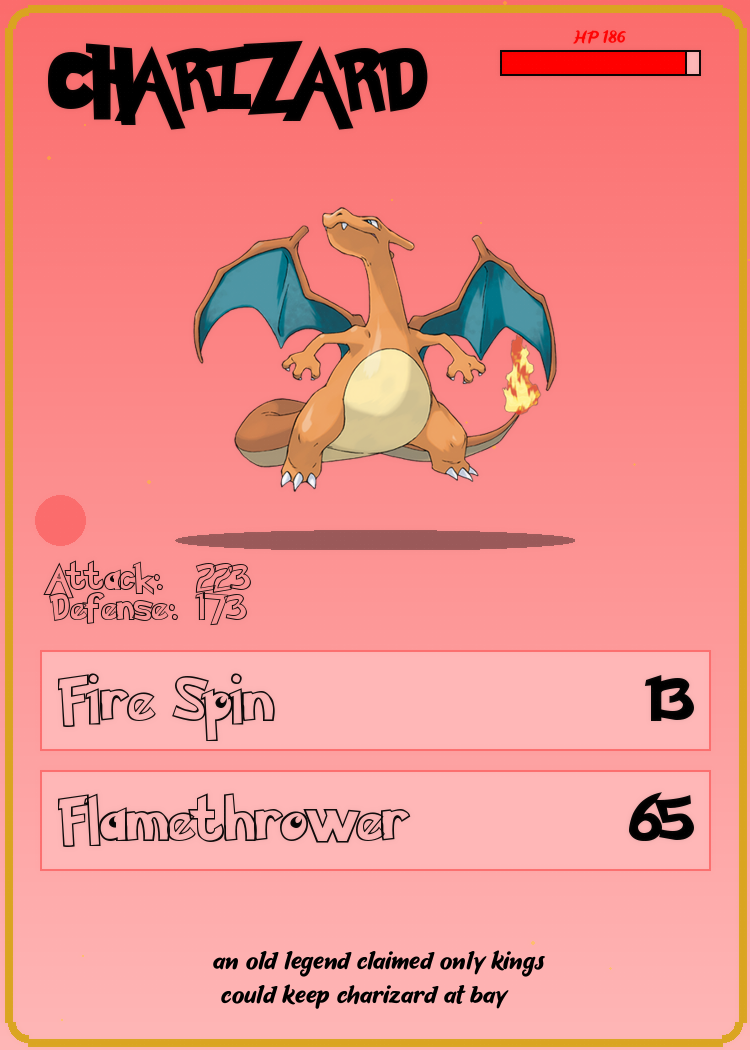 CHARIZARD
HP 186
Attack: 223
Defense: 173
Fire Spin 13
Flamethrower 65
an old legend claimed only kings
could keep charizard at bay